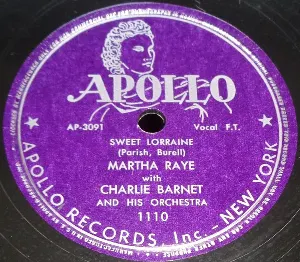 APOLLO
AP-3091
Vocal F.T.
SWEET LORRAINE
(Parish, Burell)
MARTHA RAYE
with
CHARLIE BARNET
AND HIS ORCHESTRA
1110
APOLLO RECORDS, Inc.-NEW YORK